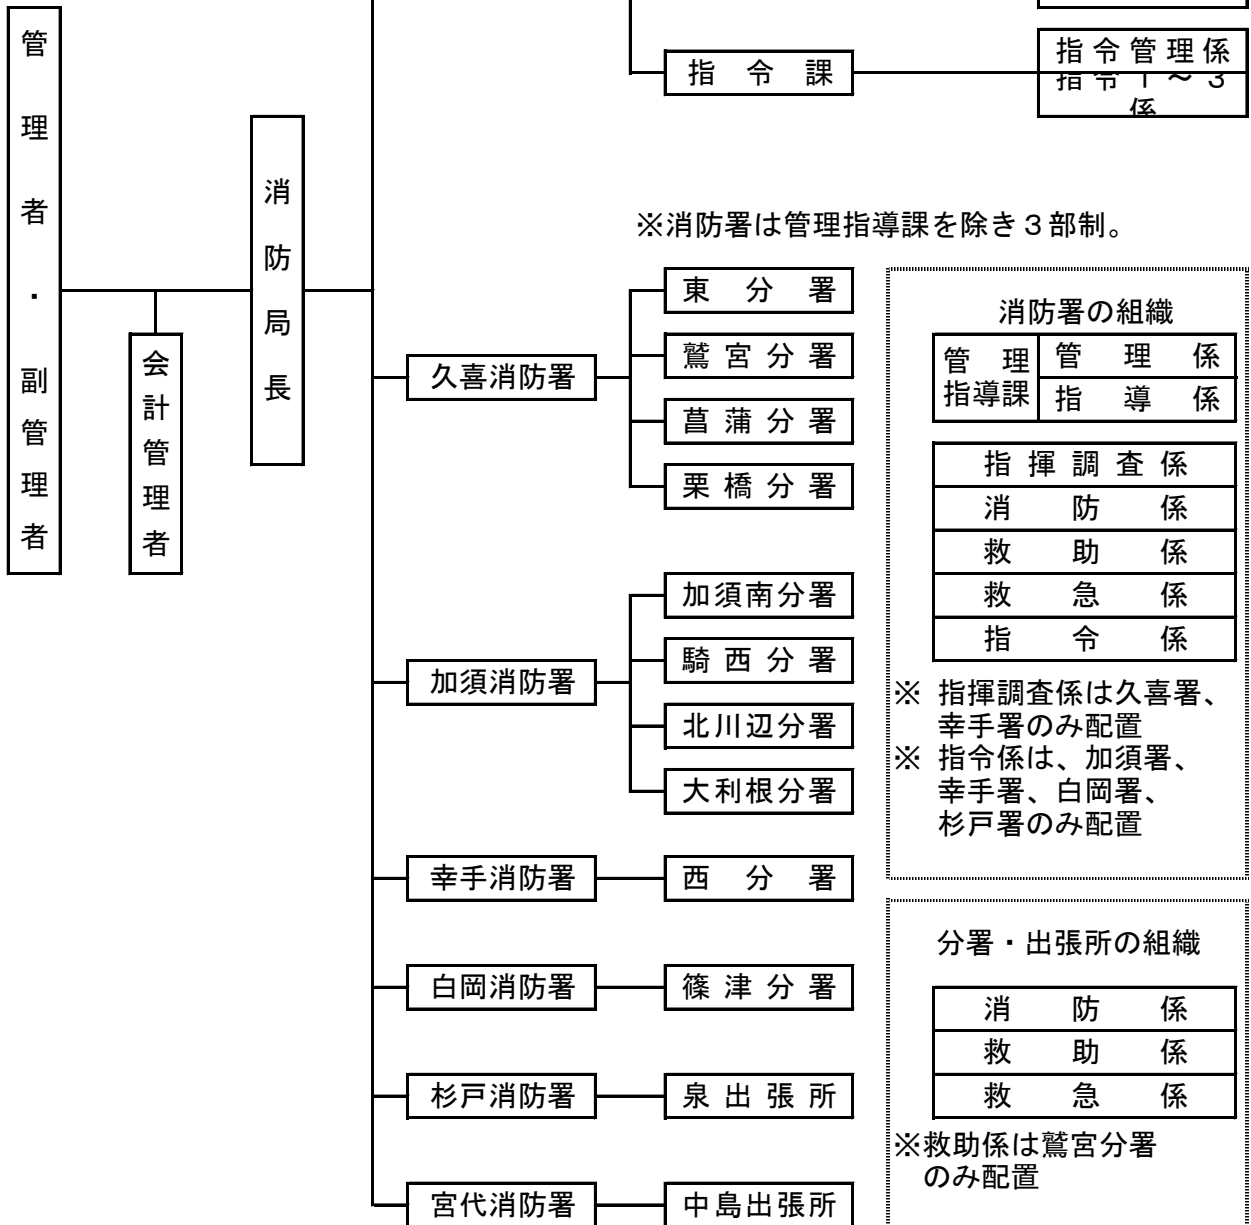 管理者・副管理者
会計管理者
消防局長
指令課
指令管理係
指令１～３
係
※消防署は管理指導課を除き３部制。
久喜消防署
東分署
鷲宮分署
菖蒲分署
栗橋分署
加須消防署
加須南分署
騎西分署
北川辺分署
大利根分署
幸手消防署
西分署
白岡消防署
篠津分署
杉戸消防署
泉出張所
宮代消防署
中島出張所
消防署の組織
管理
指導課
管理係
指導係
指揮調査係
消防係
救助係
救急係
指令係
※ 指揮調査係は久喜署、
幸手署のみ配置
※ 指令係は、加須署、
幸手署、白岡署、
杉戸署のみ配置
分署・出張所の組織
消防係
救助係
救急係
※救助係は鷲宮分署
のみ配置